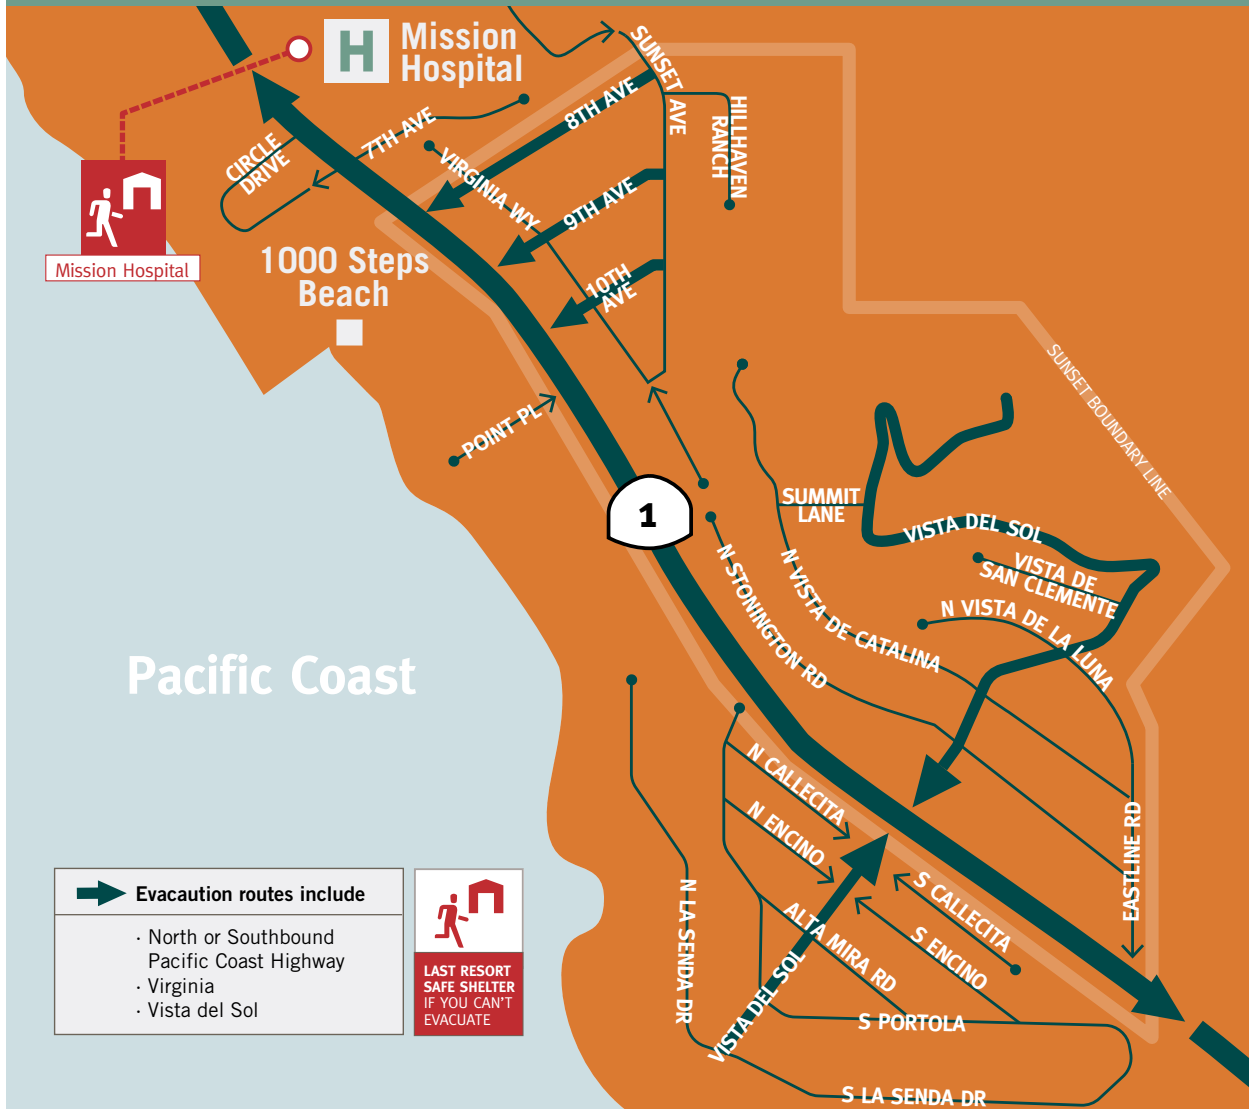 H
Mission
Hospital
SUNSET AVE
8TH AVE
HILLHAVEN
RANCH
7TH AVE
CIRCLE
DRIVE
VIRGINIA WY
9TH AVE
Mission Hospital
1000 Steps
Beach
10TH
AVE
SUNSET BOUNDARY LINE
POINT PL
1
SUMMIT
LANE
VISTA DEL SOL
VISTA DE
SAN CLEMENTE
N STONINGTON RD
N VISTA DE CATALINA
N VISTA DE LA LUNA
Pacific Coast
N CALLECITA
N ENCINO
EASTLINE RD
S CALLECITA
S ENCINO
N LA SENDA DR
ALTA MIRA RD
VISTA DEL SOL
S PORTOLA
S LA SENDA DR
Evacaution routes include
· North or Southbound
Pacific Coast Highway
· Virginia
· Vista del Sol
LAST RESORT
SAFE SHELTER
IF YOU CAN'T
EVACUATE